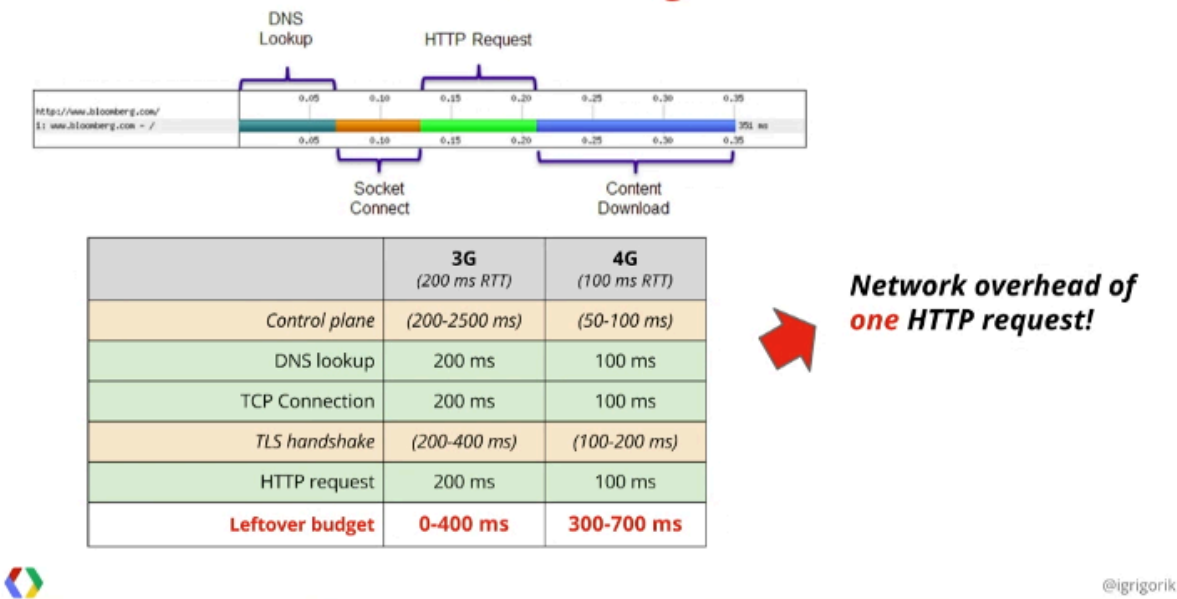 DNS
Lookup
HTTP Request
0.05 0.10 0.15 0.20 0.25 0.30 0.35
http://www.bloomberg.com/
1: www.bloomberg.com - / 351 ms
0.05 0.10 0.15 0.20 0.25 0.30 0.35
Socket
Connect
Content
Download
3G 4G
(200 ms RTT) (100 ms RTT)
Control plane (200-2500 ms) (50-100 ms)
DNS lookup 200 ms 100 ms
TCP Connection 200 ms 100 ms
TLS handshake (200-400 ms) (100-200 ms)
HTTP request 200 ms 100 ms
Leftover budget 0-400 ms 300-700 ms
Network overhead of
one HTTP request!
@igrigorik